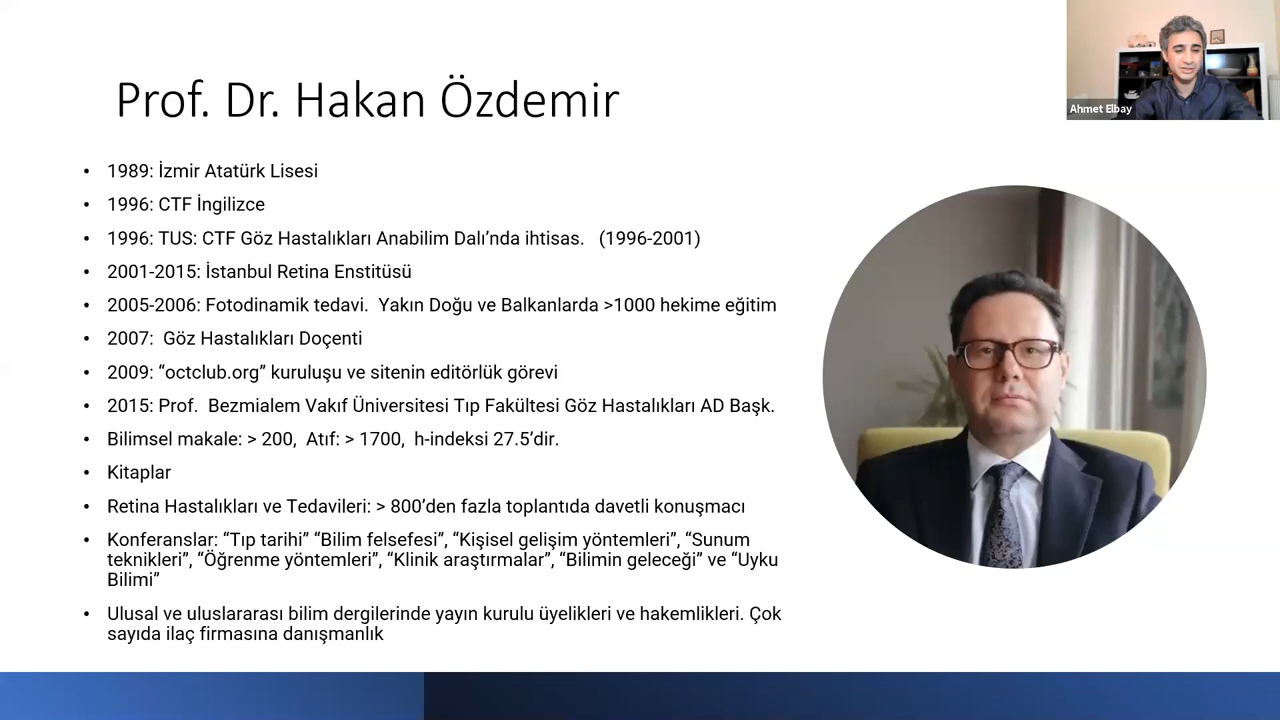 Prof. Dr. Hakan Özdemir
Ahmet Elbay
• 1989: İzmir Atatürk Lisesi
• 1996: CTF İngilizce
• 1996: TUS: CTF Göz Hastalıkları Anabilim Dalı’nda ihtisas. (1996-2001)
• 2001-2015: İstanbul Retina Enstitüsü
• 2005-2006: Fotodinamik tedavi. Yakın Doğu ve Balkanlarda >1000 hekime eğitim
• 2007: Göz Hastalıkları Doçenti
• 2009: “octclub.org” kuruluşu ve sitenin editörlük görevi
• 2015: Prof. Bezmialem Vakıf Üniversitesi Tıp Fakültesi Göz Hastalıkları AD Başk.
• Bilimsel makale: > 200, Atıf: > 1700, h-indeksi 27.5’dir.
• Kitaplar
• Retina Hastalıkları ve Tedavileri: > 800’den fazla toplantıda davetli konuşmacı
• Konferanslar: “Tıp tarihi” “Bilim felsefesi”, “Kişisel gelişim yöntemleri”, “Sunum
teknikleri”, “Öğrenme yöntemleri”, “Klinik araştırmalar”, “Bilimin geleceği” ve “Uyku
Bilimi”
• Ulusal ve uluslararası bilim dergilerinde yayın kurulu üyelikleri ve hakemlikleri. Çok
sayıda ilaç firmasına danışmanlık